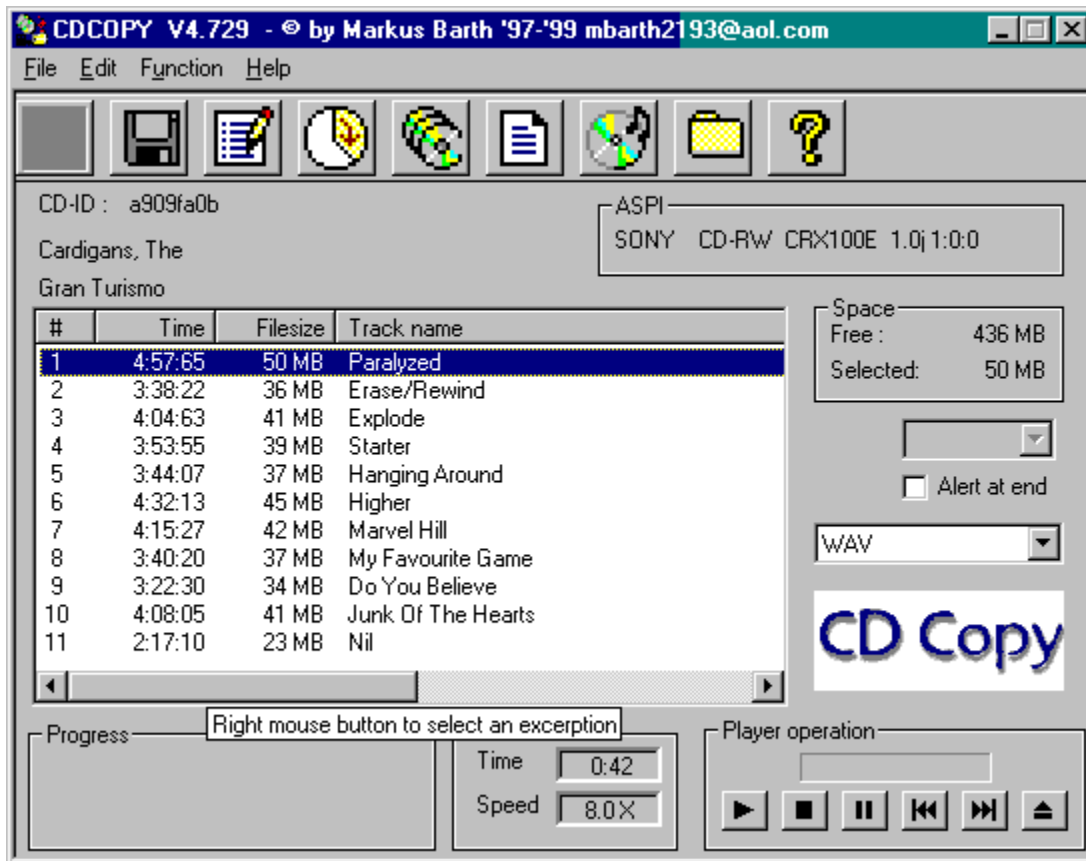 CDCOPY V4.729 - © by Markus Barth '97-'99 mbarth2193@aol.com
File Edit Function Help
CD-ID : a909fa0b
ASPI
SONY CD-RW CRX100E 1.0j 1:0:0
Cardigans, The
Gran Turismo
# Time Filesize Track name
1 4:57:65 50 MB Paralyzed
2 3:38:22 36 MB Erase/Rewind
3 4:04:63 41 MB Explode
4 3:53:55 39 MB Starter
5 3:44:07 37 MB Hanging Around
6 4:32:13 45 MB Higher
7 4:15:27 42 MB Marvel Hill
8 3:40:20 37 MB My Favourite Game
9 3:22:30 34 MB Do You Believe
10 4:08:05 41 MB Junk Of The Hearts
11 2:17:10 23 MB Nil
Space
Free : 436 MB
Selected: 50 MB
Alert at end
WAV
CD Copy
Right mouse button to select an excerption
Progress
Time 0:42
Speed 8.0X
Player operation